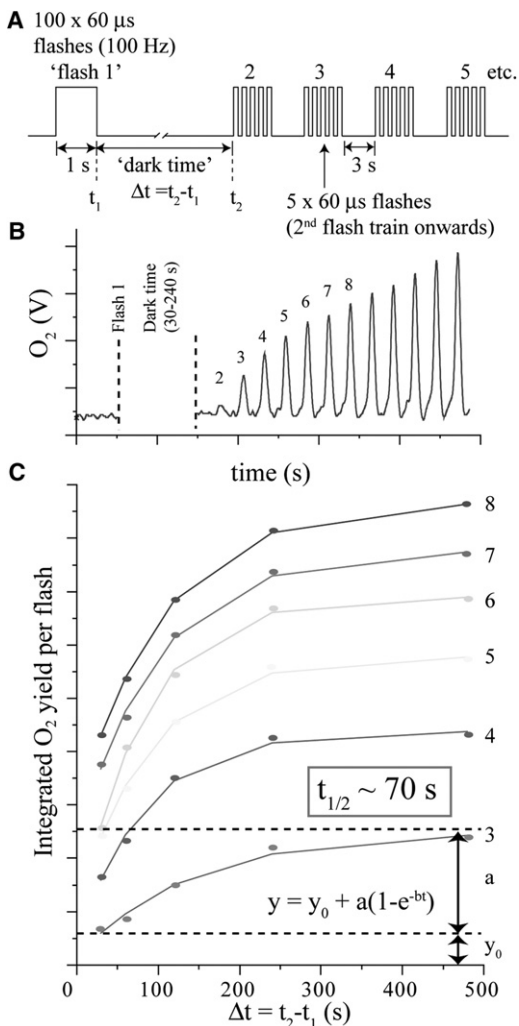 A
100 x 60 μs
flashes (100 Hz)
'flash 1'
2 3 4 5 etc.
1 s
'dark time'
3 s
t₁
Δt =t₂-t₁
t₂
5 x 60 μs flashes
(2ⁿᵈ flash train onwards)
B
O₂ (V)
Flash 1
Dark time
(30-240 s)
2
3
4
5
6
7
8
time (s)
C
Integrated O₂ yield per flash
8
7
6
5
4
t₁/₂ ~ 70 s
3
a
y = y₀ + a(1-e⁻ᵇᵗ)
y₀
0 100 200 300 400 500
Δt = t₂-t₁ (s)